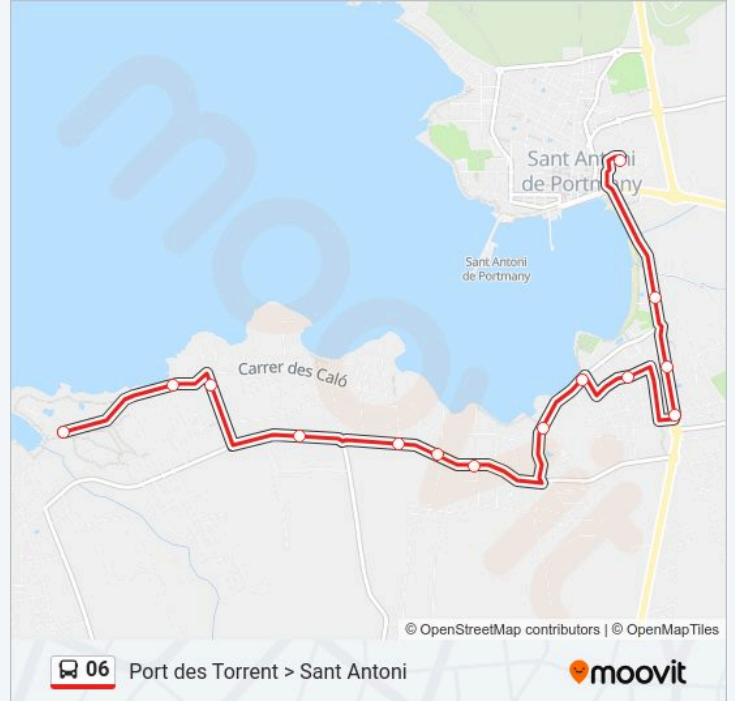 Sant Antoni
de Portmany
Sant Antoni
de Portmany
Carrer des Caló
moovit
© OpenStreetMap contributors | © OpenMapTiles
06 Port des Torrent > Sant Antoni
moovit